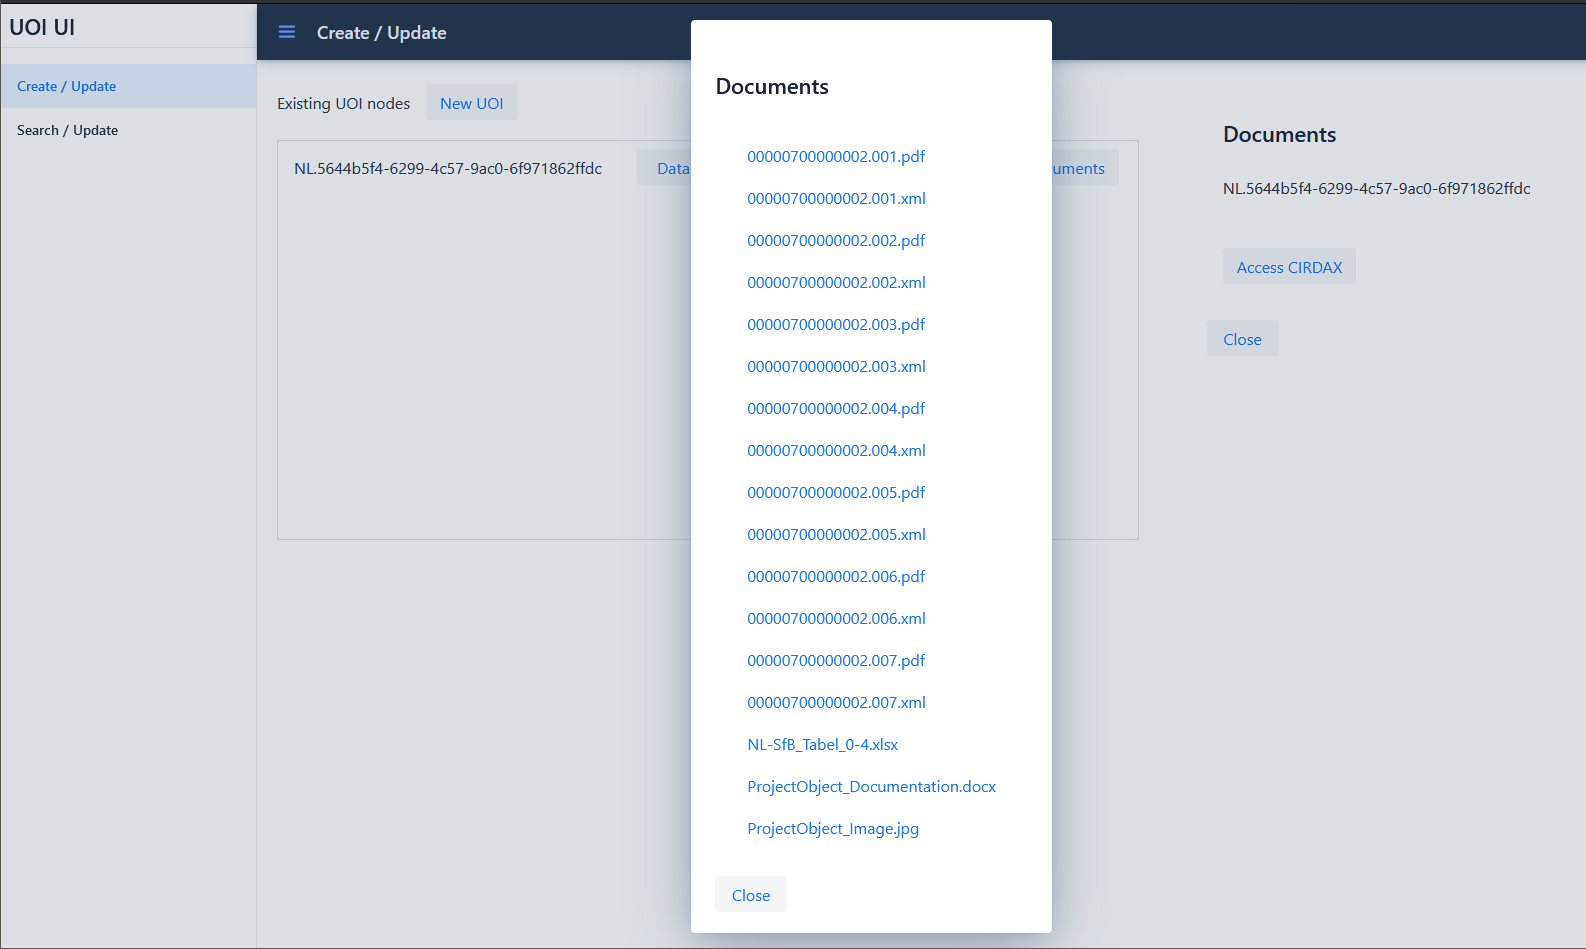 UOI UI
Create / Update
Search / Update
Create / Update
Existing UOI nodes
New UOI
NL.5644b5f4-6299-4c57-9ac0-6f971862ffdc
Data
uments
Documents
00000700000002.001.pdf
00000700000002.001.xml
00000700000002.002.pdf
00000700000002.002.xml
00000700000002.003.pdf
00000700000002.003.xml
00000700000002.004.pdf
00000700000002.004.xml
00000700000002.005.pdf
00000700000002.005.xml
00000700000002.006.pdf
00000700000002.006.xml
00000700000002.007.pdf
00000700000002.007.xml
NL-SfB_Tabel_0-4.xlsx
ProjectObject_Documentation.docx
ProjectObject_Image.jpg
Close
Documents
NL.5644b5f4-6299-4c57-9ac0-6f971862ffdc
Access CIRDAX
Close